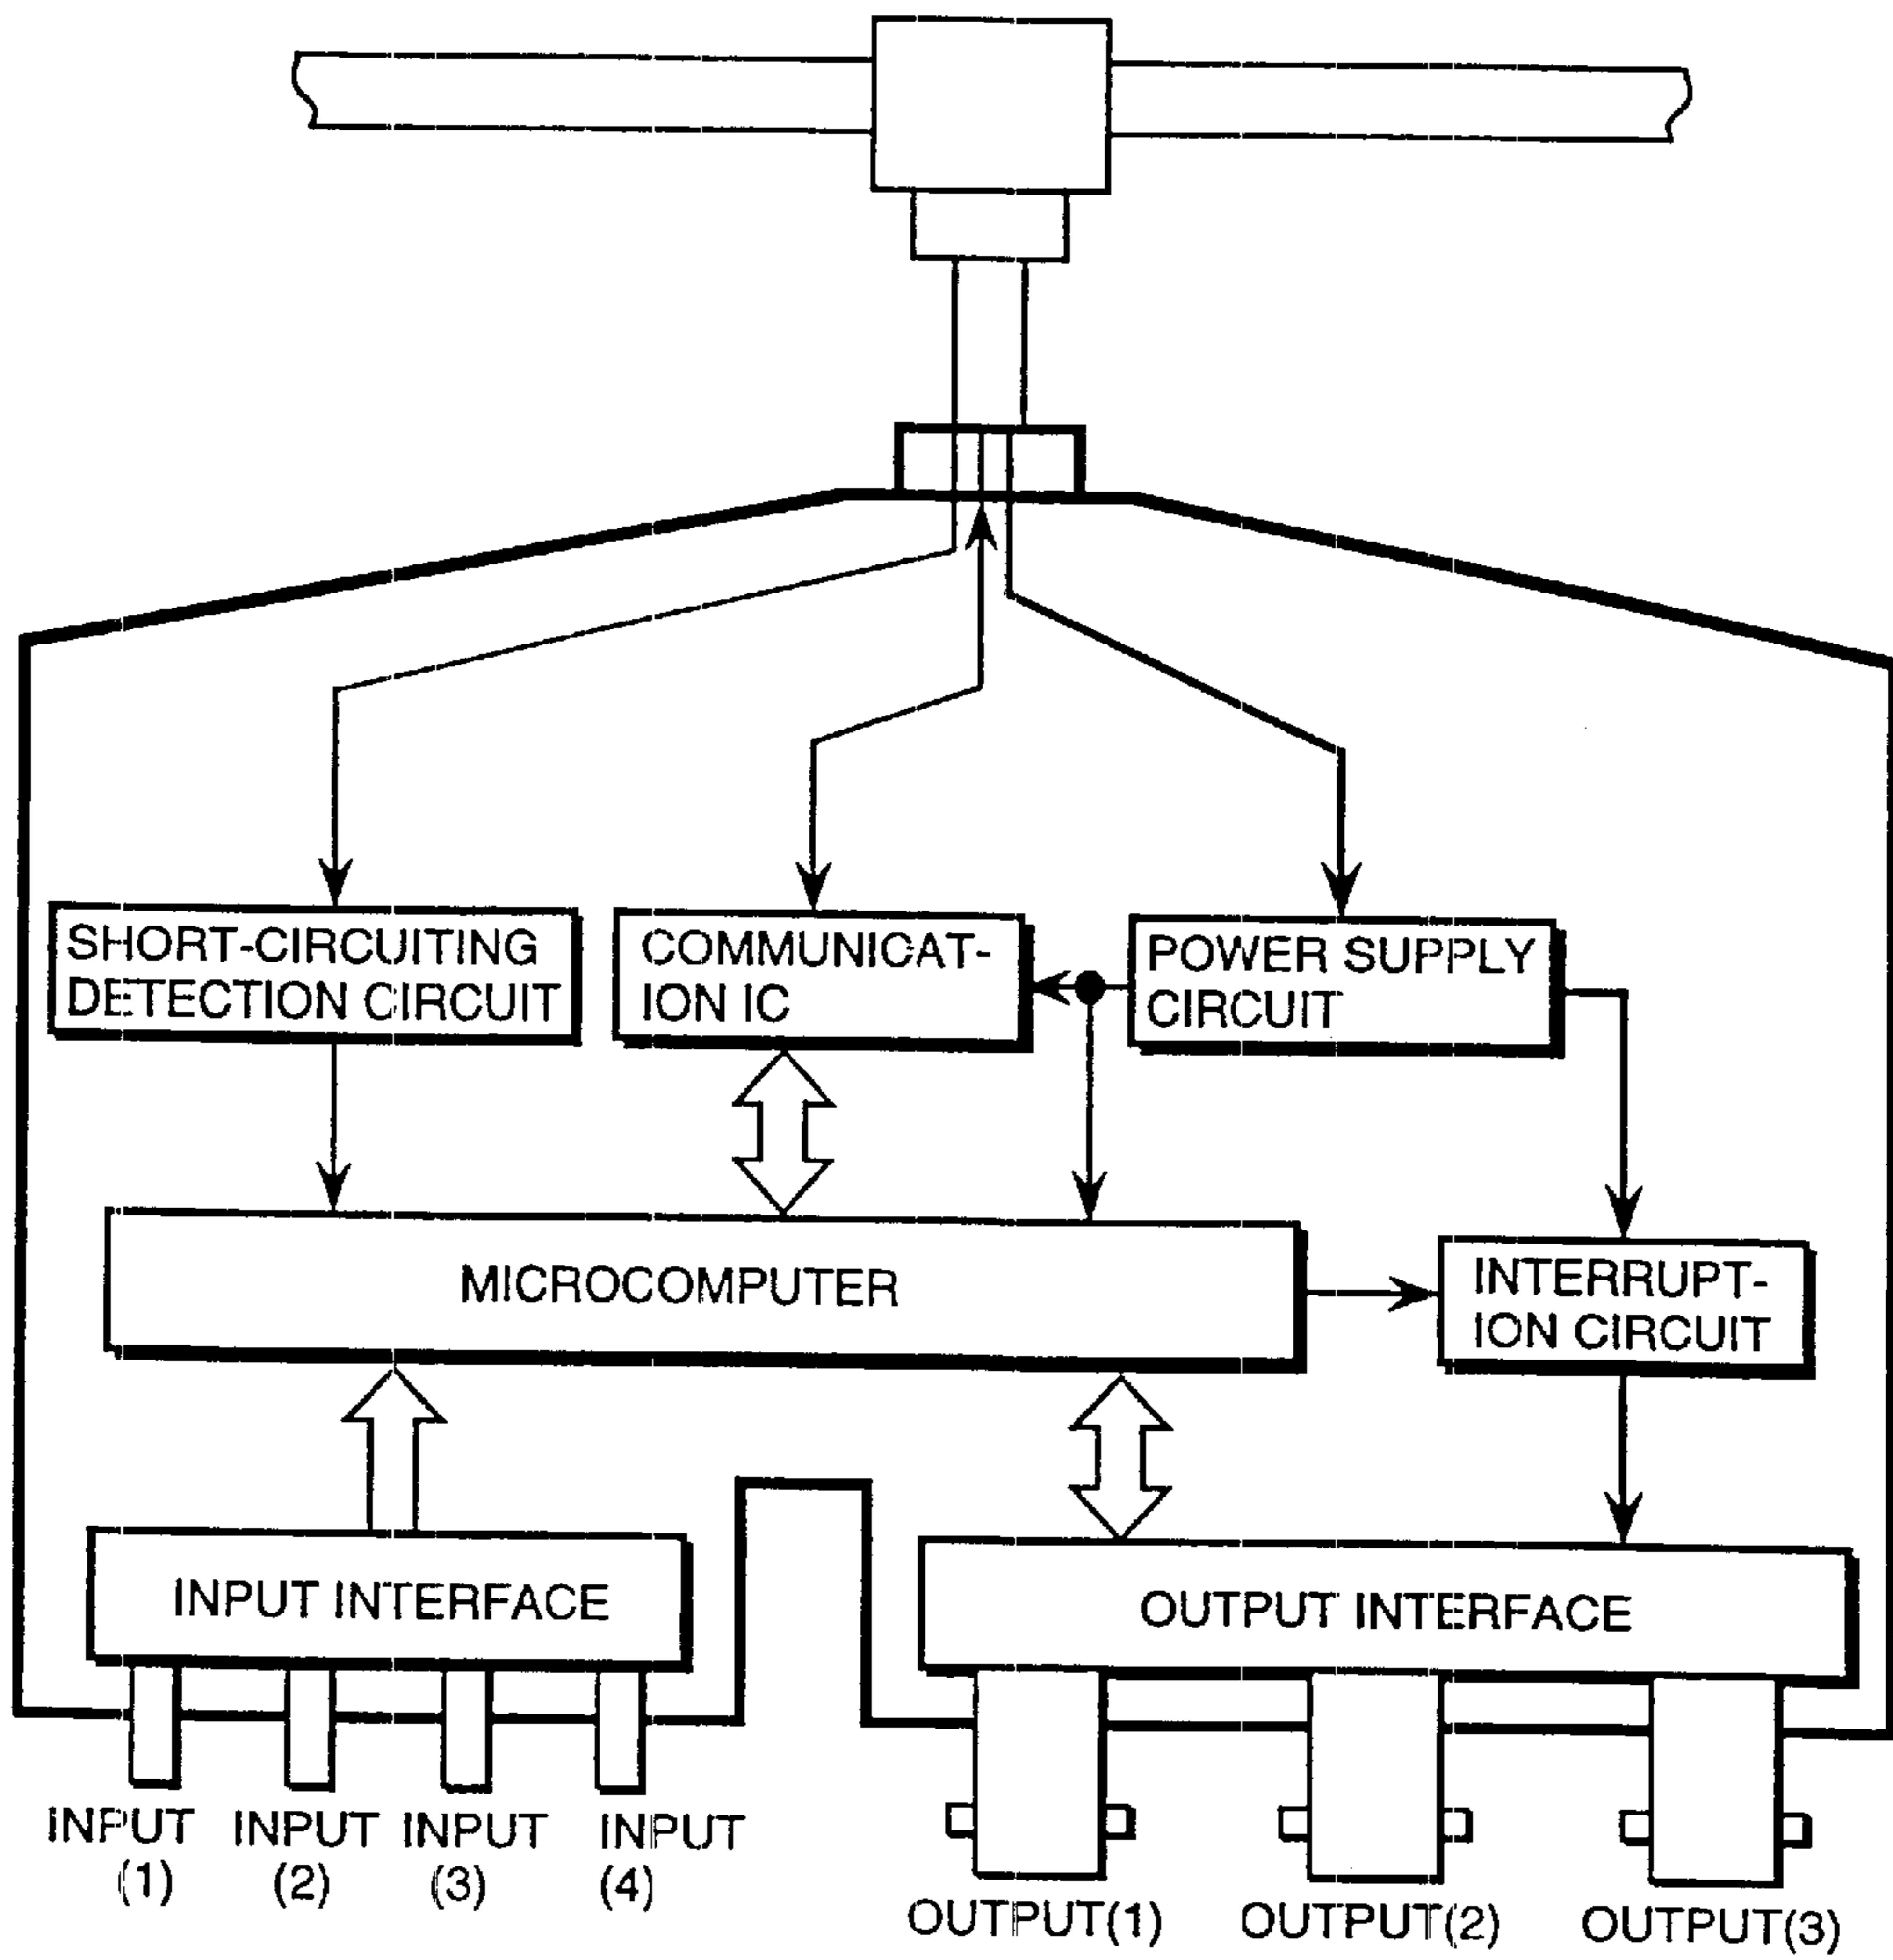 SHORT-CIRCUITING
DETECTION CIRCUIT
COMMUNICAT-
ION IC
POWER SUPPLY
CIRCUIT
MICROCOMPUTER
INTERRUPT-
ION CIRCUIT
INPUT INTERFACE
OUTPUT INTERFACE
INPUT
(1)
INPUT
(2)
INPUT
(3)
INPUT
(4)
OUTPUT(1)
OUTPUT(2)
OUTPUT(3)